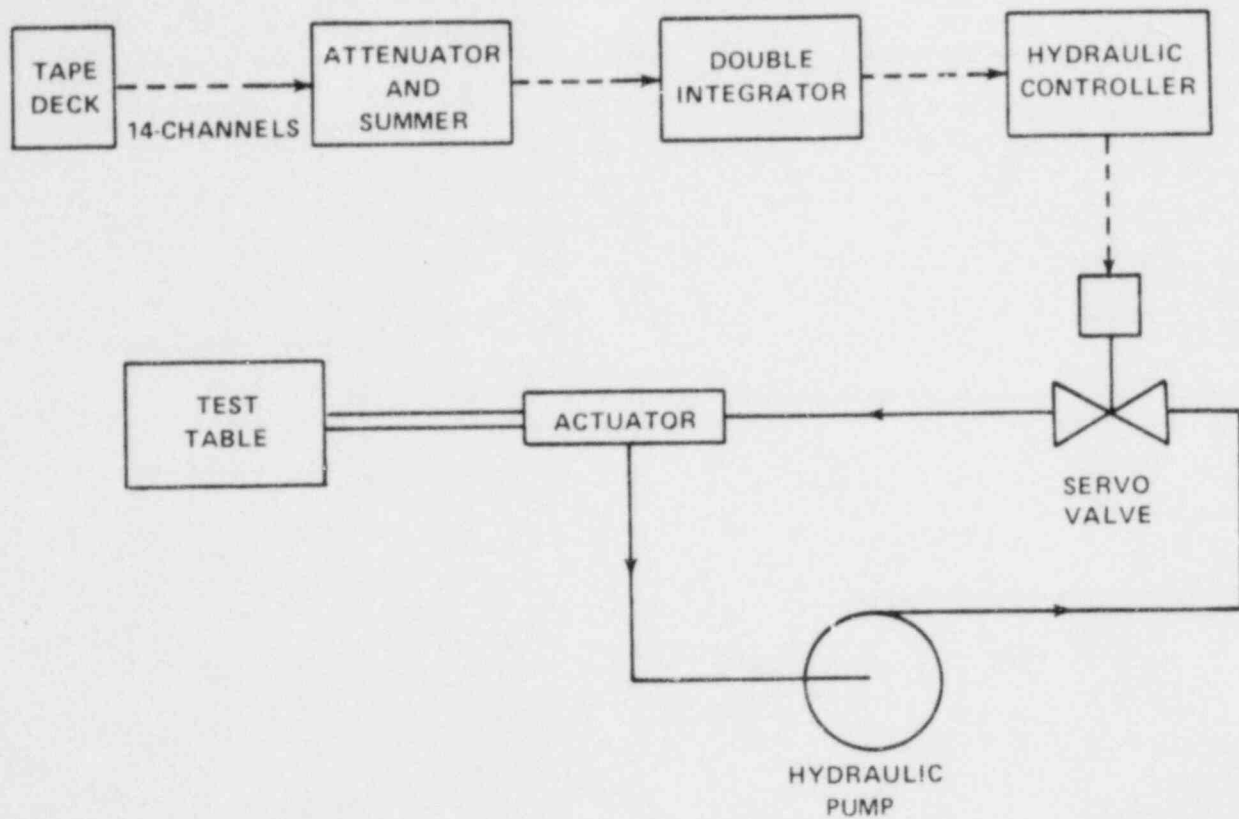 TAPE
DECK
14-CHANNELS
ATTENUATOR
AND
SUMMER
DOUBLE
INTEGRATOR
HYDRAULIC
CONTROLLER
TEST
TABLE
ACTUATOR
SERVO
VALVE
HYDRAULIC
PUMP